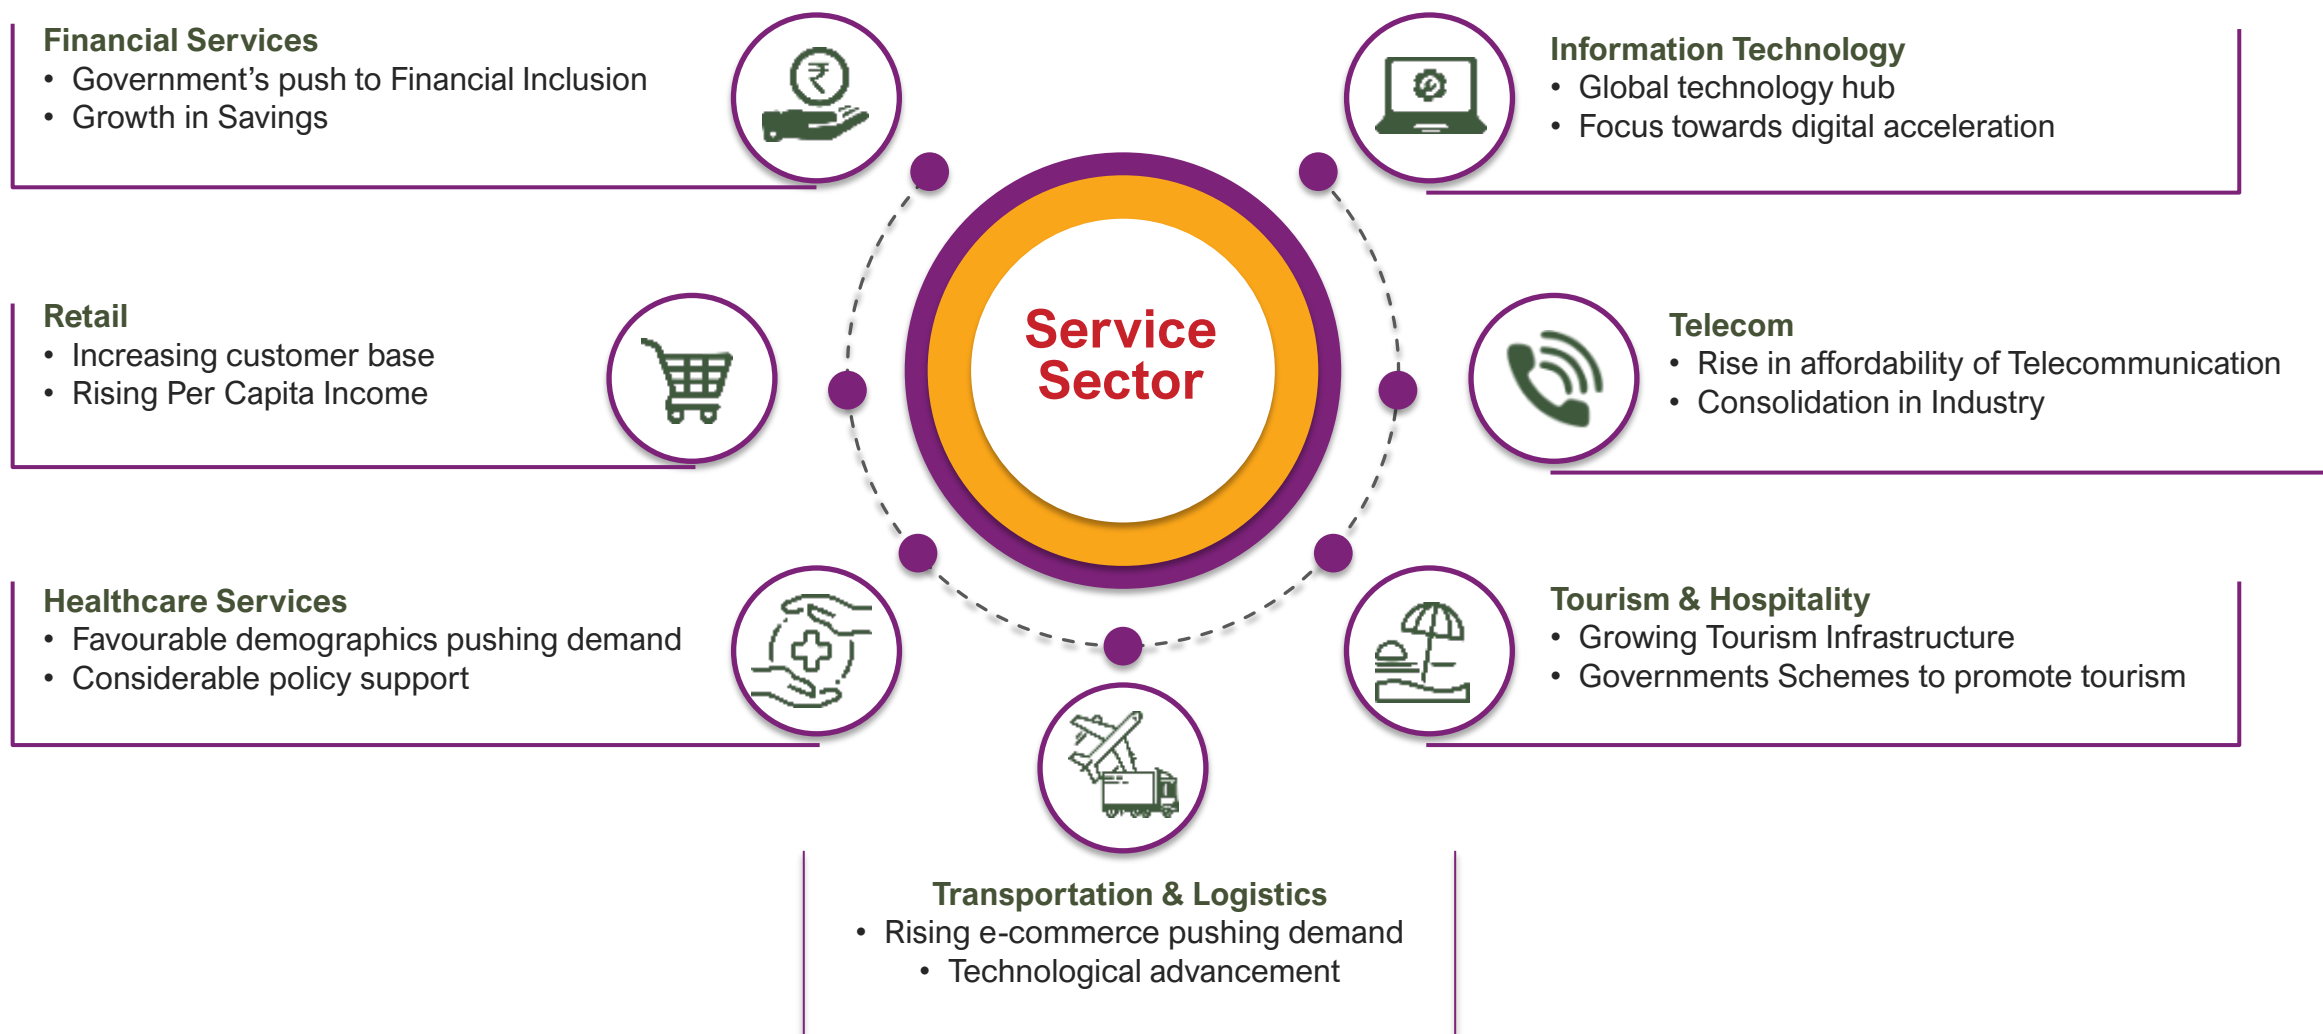 Financial Services
• Government’s push to Financial Inclusion
• Growth in Savings
Information Technology
• Global technology hub
• Focus towards digital acceleration
Service
Sector
Retail
• Increasing customer base
• Rising Per Capita Income
Telecom
• Rise in affordability of Telecommunication
• Consolidation in Industry
Healthcare Services
• Favourable demographics pushing demand
• Considerable policy support
Tourism & Hospitality
• Growing Tourism Infrastructure
• Governments Schemes to promote tourism
Transportation & Logistics
• Rising e-commerce pushing demand
• Technological advancement